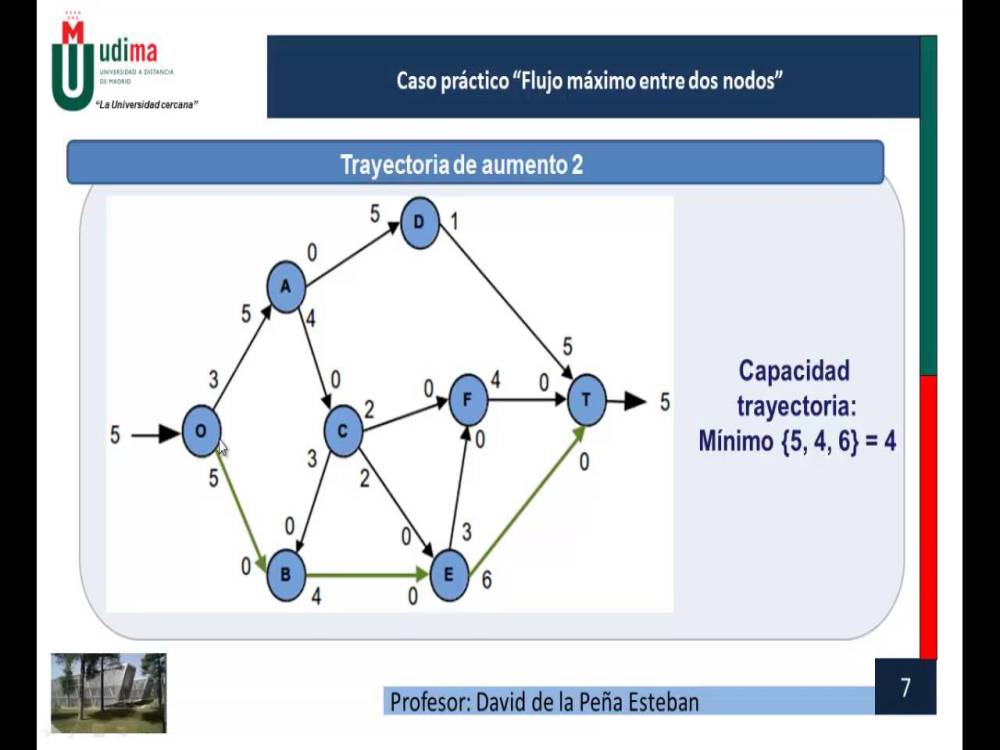 udima
UNIVERSIDAD A DISTANCIA
DE MADRID
“La Universidad cercana”
Caso práctico “Flujo máximo entre dos nodos”
Trayectoria de aumento 2
5 D 1
0
A
5 4
5
3 0 0 F 4 0
2
5 O C T 5
0
5 3 2 0
0 0 3
0 B E 6
4 0
Capacidad
trayectoria:
Mínimo {5, 4, 6} = 4
Profesor: David de la Peña Esteban
7